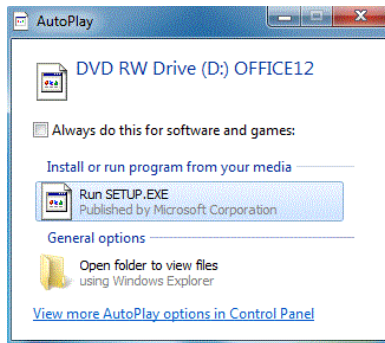 AutoPlay
DVD RW Drive (D:) OFFICE12
Always do this for software and games:
Install or run program from your media
Run SETUP.EXE
Published by Microsoft Corporation
General options
Open folder to view files
using Windows Explorer
View more AutoPlay options in Control Panel